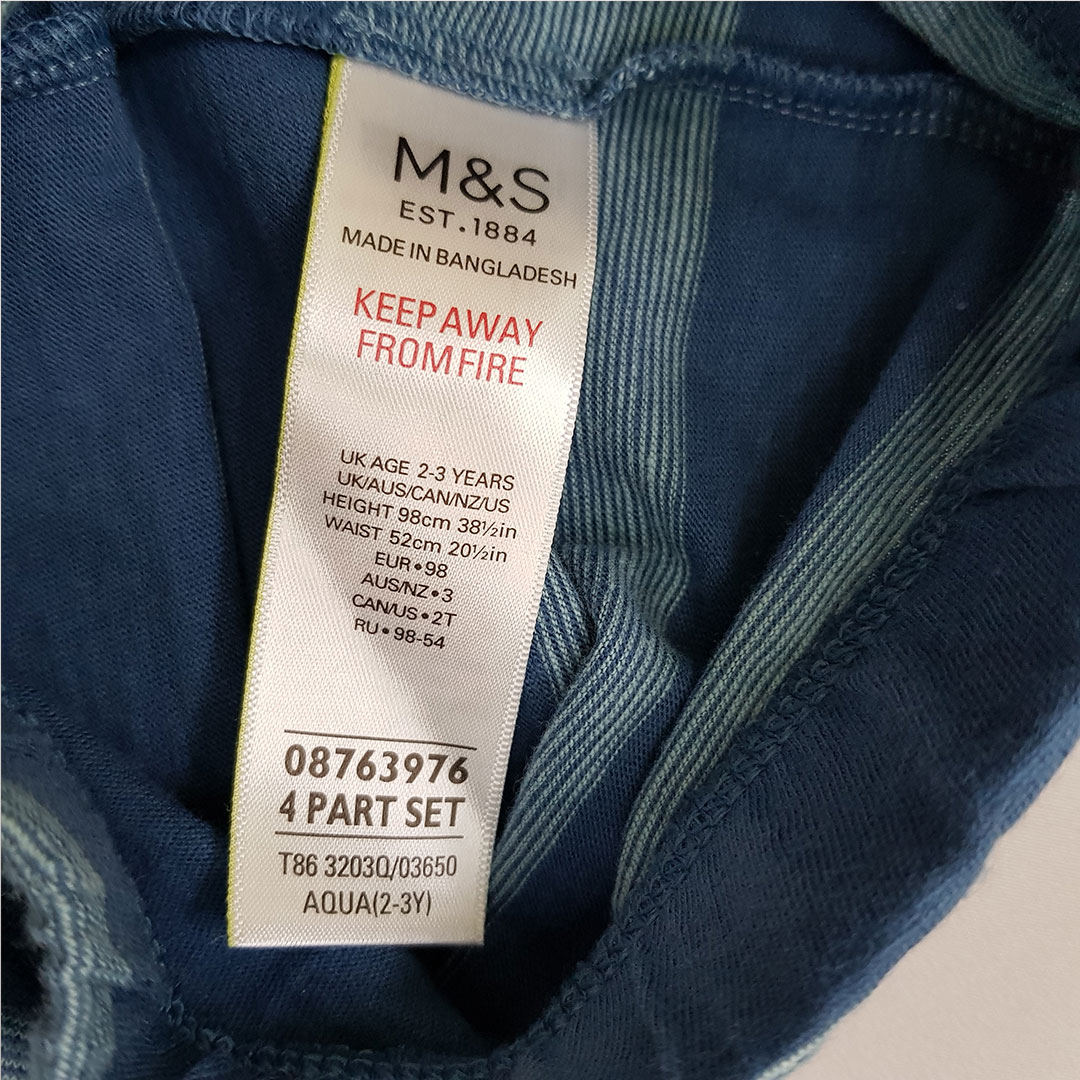 M&S
EST.1884
MADE IN BANGLADESH
KEEP AWAY
FROM FIRE
UK AGE 2-3 YEARS
UK/AUS/CAN/NZ/US
HEIGHT 98cm 38½in
WAIST 52cm 20½in
EUR•98
AUS/NZ•3
CAN/US•2T
RU•98-54
08763976
4 PART SET
T86 3203Q/03650
AQUA(2-3Y)